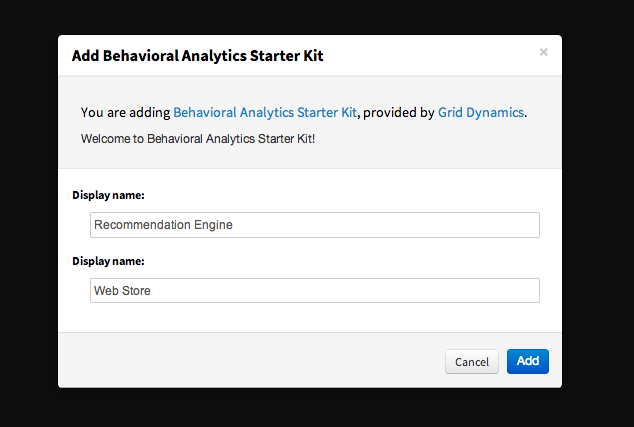 Add Behavioral Analytics Starter Kit
×
You are adding Behavioral Analytics Starter Kit, provided by Grid Dynamics.
Welcome to Behavioral Analytics Starter Kit!
Display name:
Recommendation Engine
Display name:
Web Store
Cancel
Add